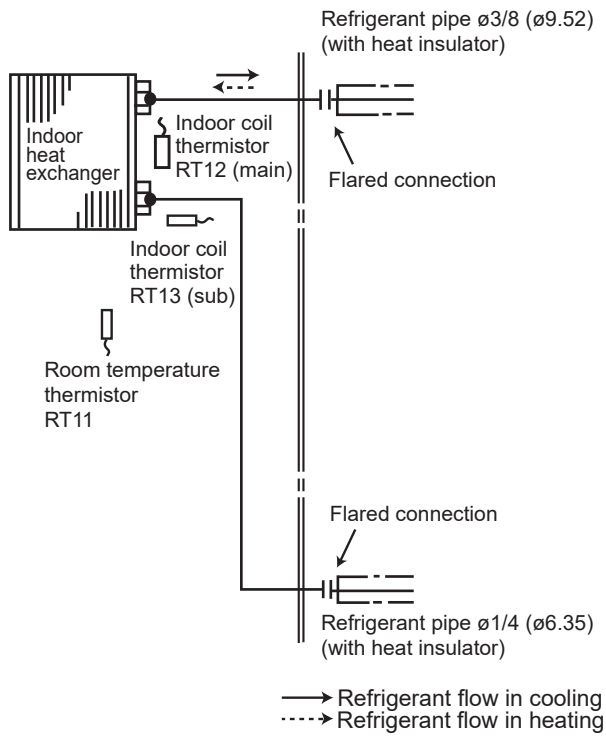 Refrigerant pipe ø3/8 (ø9.52)
(with heat insulator)
Indoor
heat
exchanger
Indoor coil
thermistor
RT12 (main)
Flared connection
Indoor coil
thermistor
RT13 (sub)
Room temperature
thermistor
RT11
Flared connection
Refrigerant pipe ø1/4 (ø6.35)
(with heat insulator)
Refrigerant flow in cooling
Refrigerant flow in heating